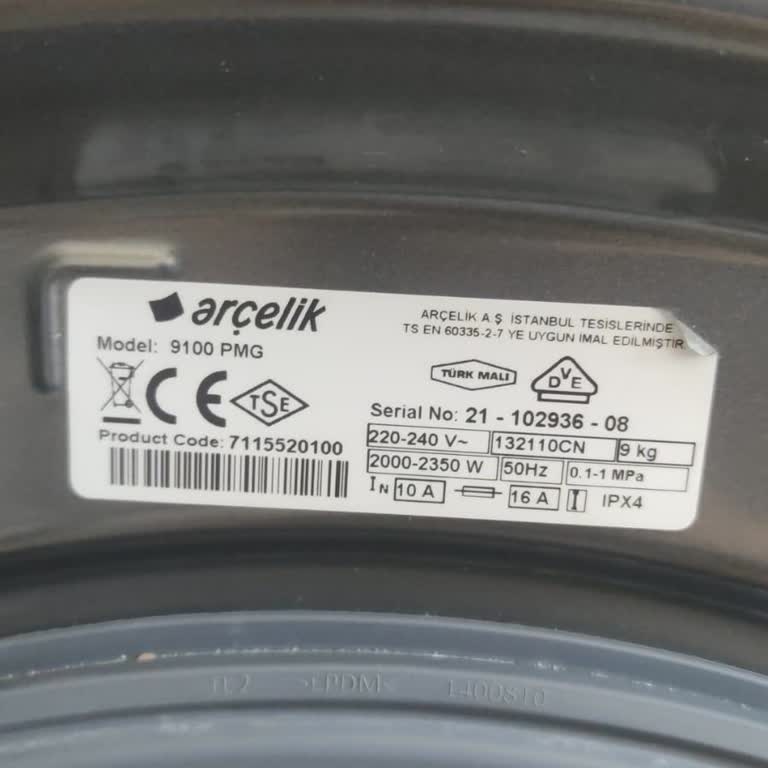 arçelik
Model: 9100 PMG
CE
TSE
Product Code: 7115520100
ARÇELİK A.Ş İSTANBUL TESİSLERİNDE
TS EN 60335-2-7 YE UYGUN İMAL EDİLMİŞTİR.
TÜRK MALI
DVE
Serial No: 21 - 102936 - 08
220-240 V~ 132110CN 9 kg
2000-2350 W 50Hz 0.1-1 MPa
IN 10 A 16 A I IPX4
>EPDM<